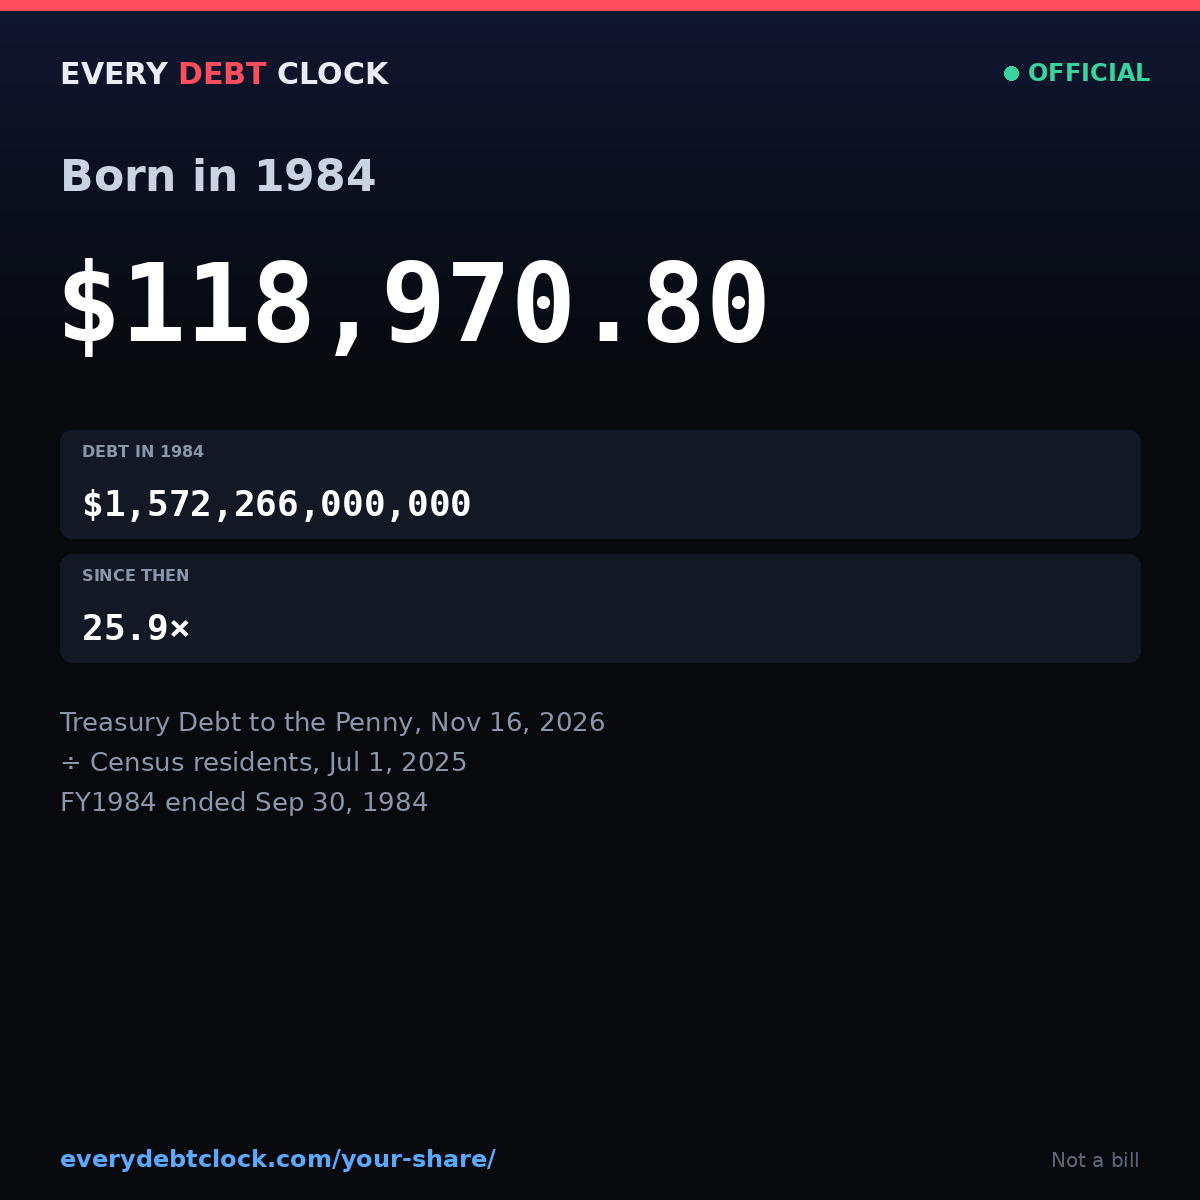 EVERY DEBT CLOCK
OFFICIAL
Born in 1984
$118,970.80
DEBT IN 1984
$1,572,266,000,000
SINCE THEN
25.9×
Treasury Debt to the Penny, Nov 16, 2026
÷ Census residents, Jul 1, 2025
FY1984 ended Sep 30, 1984
everydebtclock.com/your-share/
Not a bill